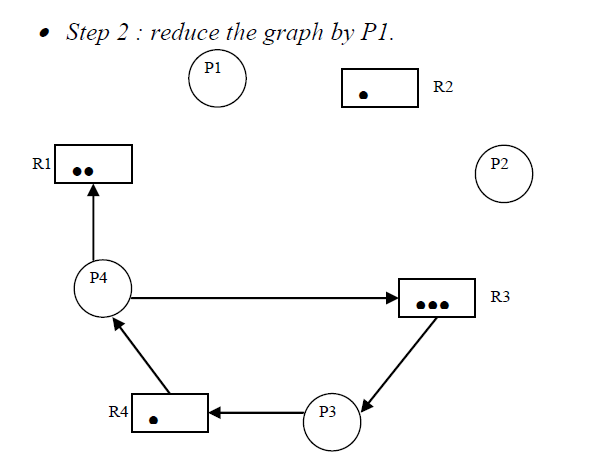 • Step 2 : reduce the graph by P1.
P1
R2
R1
P2
P4
R3
R4
P3